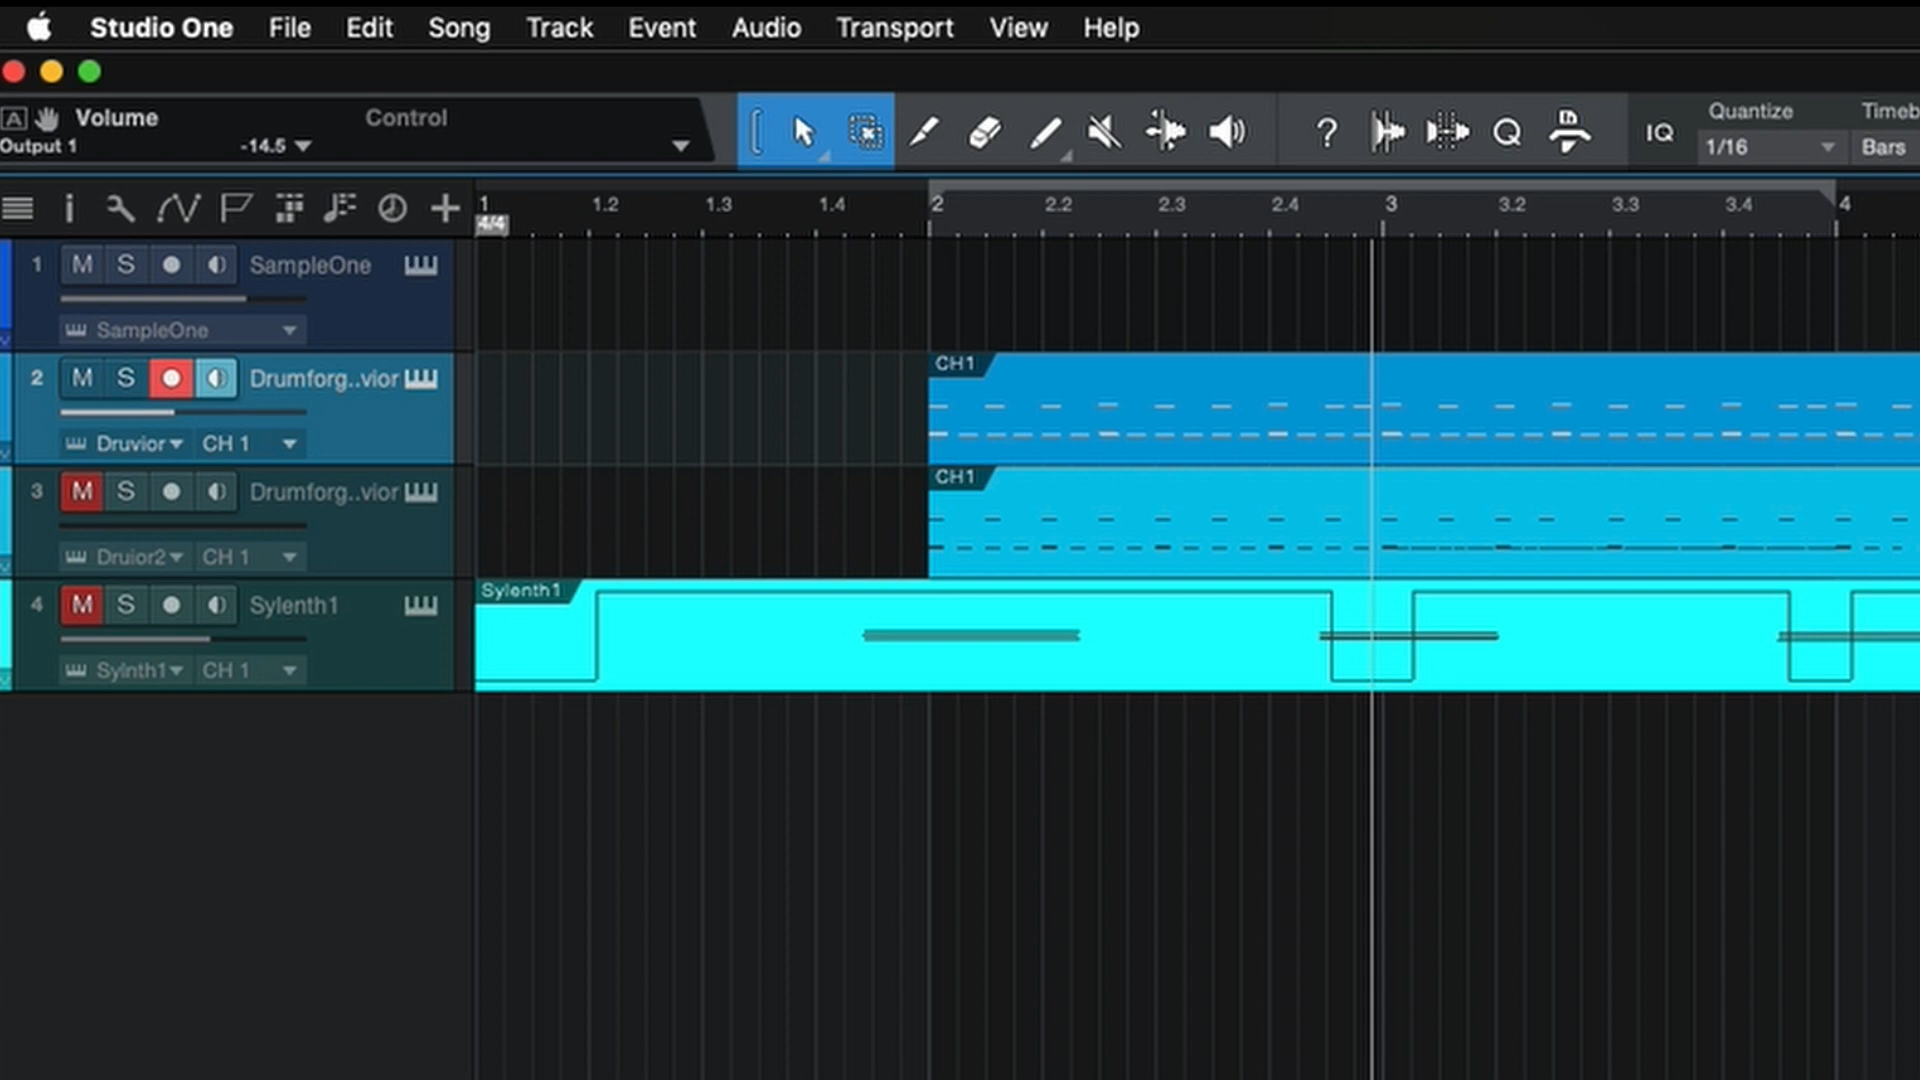 Studio One File Edit Song Track Event Audio Transport View Help
A Volume Control
Output 1 -14.5
? Q IQ
Quantize Timeb
1/16 Bars
1 1.2 1.3 1.4 2 2.2 2.3 2.4 3 3.2 3.3 3.4 4
4/4
1 M S SampleOne
SampleOne
CH1
2 M S Drumforg..vior
Druvior CH 1
CH1
3 M S Drumforg..vior
Druior2 CH 1
Sylenth1
4 M S Sylenth1
Sylnth1 CH 1